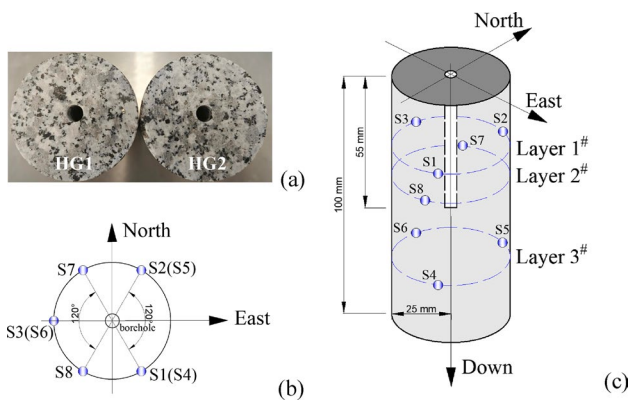 HG1
HG2
(a)
North
S7
S2(S5)
120°
120°
S3(S6)
borehole
East
S8
S1(S4)
(b)
North
East
S3
S2
S7
Layer 1#
S1
Layer 2#
S8
55 mm
100 mm
S6
S5
Layer 3#
S4
25 mm
Down
(c)